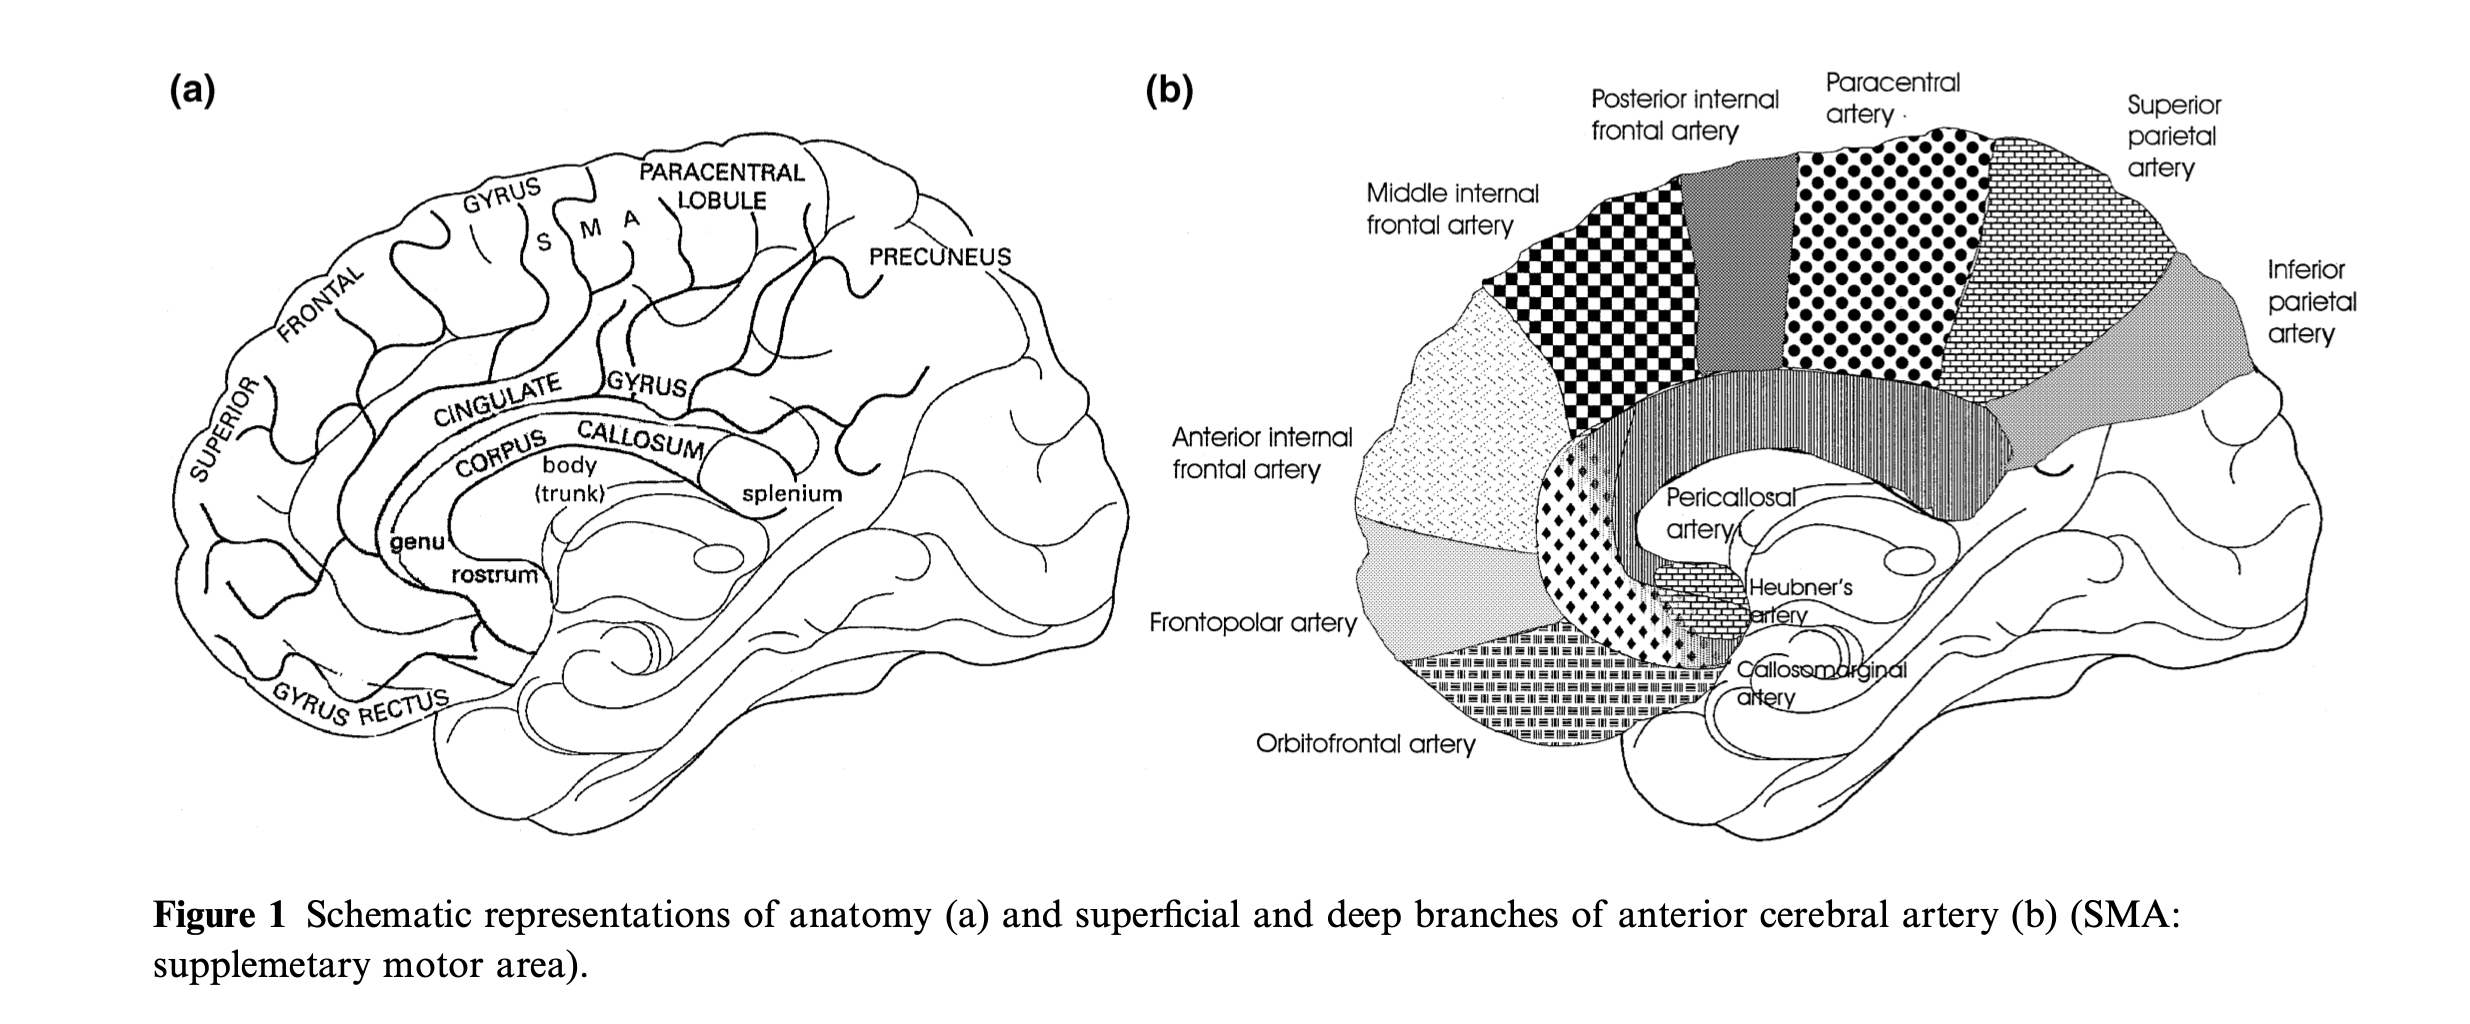 (a)
GYRUS
S M A
PARACENTRAL
LOBULE
PRECUNEUS
FRONTAL
SUPERIOR
CINGULATE GYRUS
CORPUS CALLOSUM
body
(trunk)
splenium
genu
rostrum
GYRUS RECTUS
(b)
Posterior internal
frontal artery
Paracentral
artery
Superior
parietal
artery
Middle internal
frontal artery
Inferior
parietal
artery
Anterior internal
frontal artery
Pericallosal
artery
Heubner's
artery
Frontopolar artery
Callosomarginal
artery
Orbitofrontal artery
Figure 1 Schematic representations of anatomy (a) and superficial and deep branches of anterior cerebral artery (b) (SMA:
supplemetary motor area).